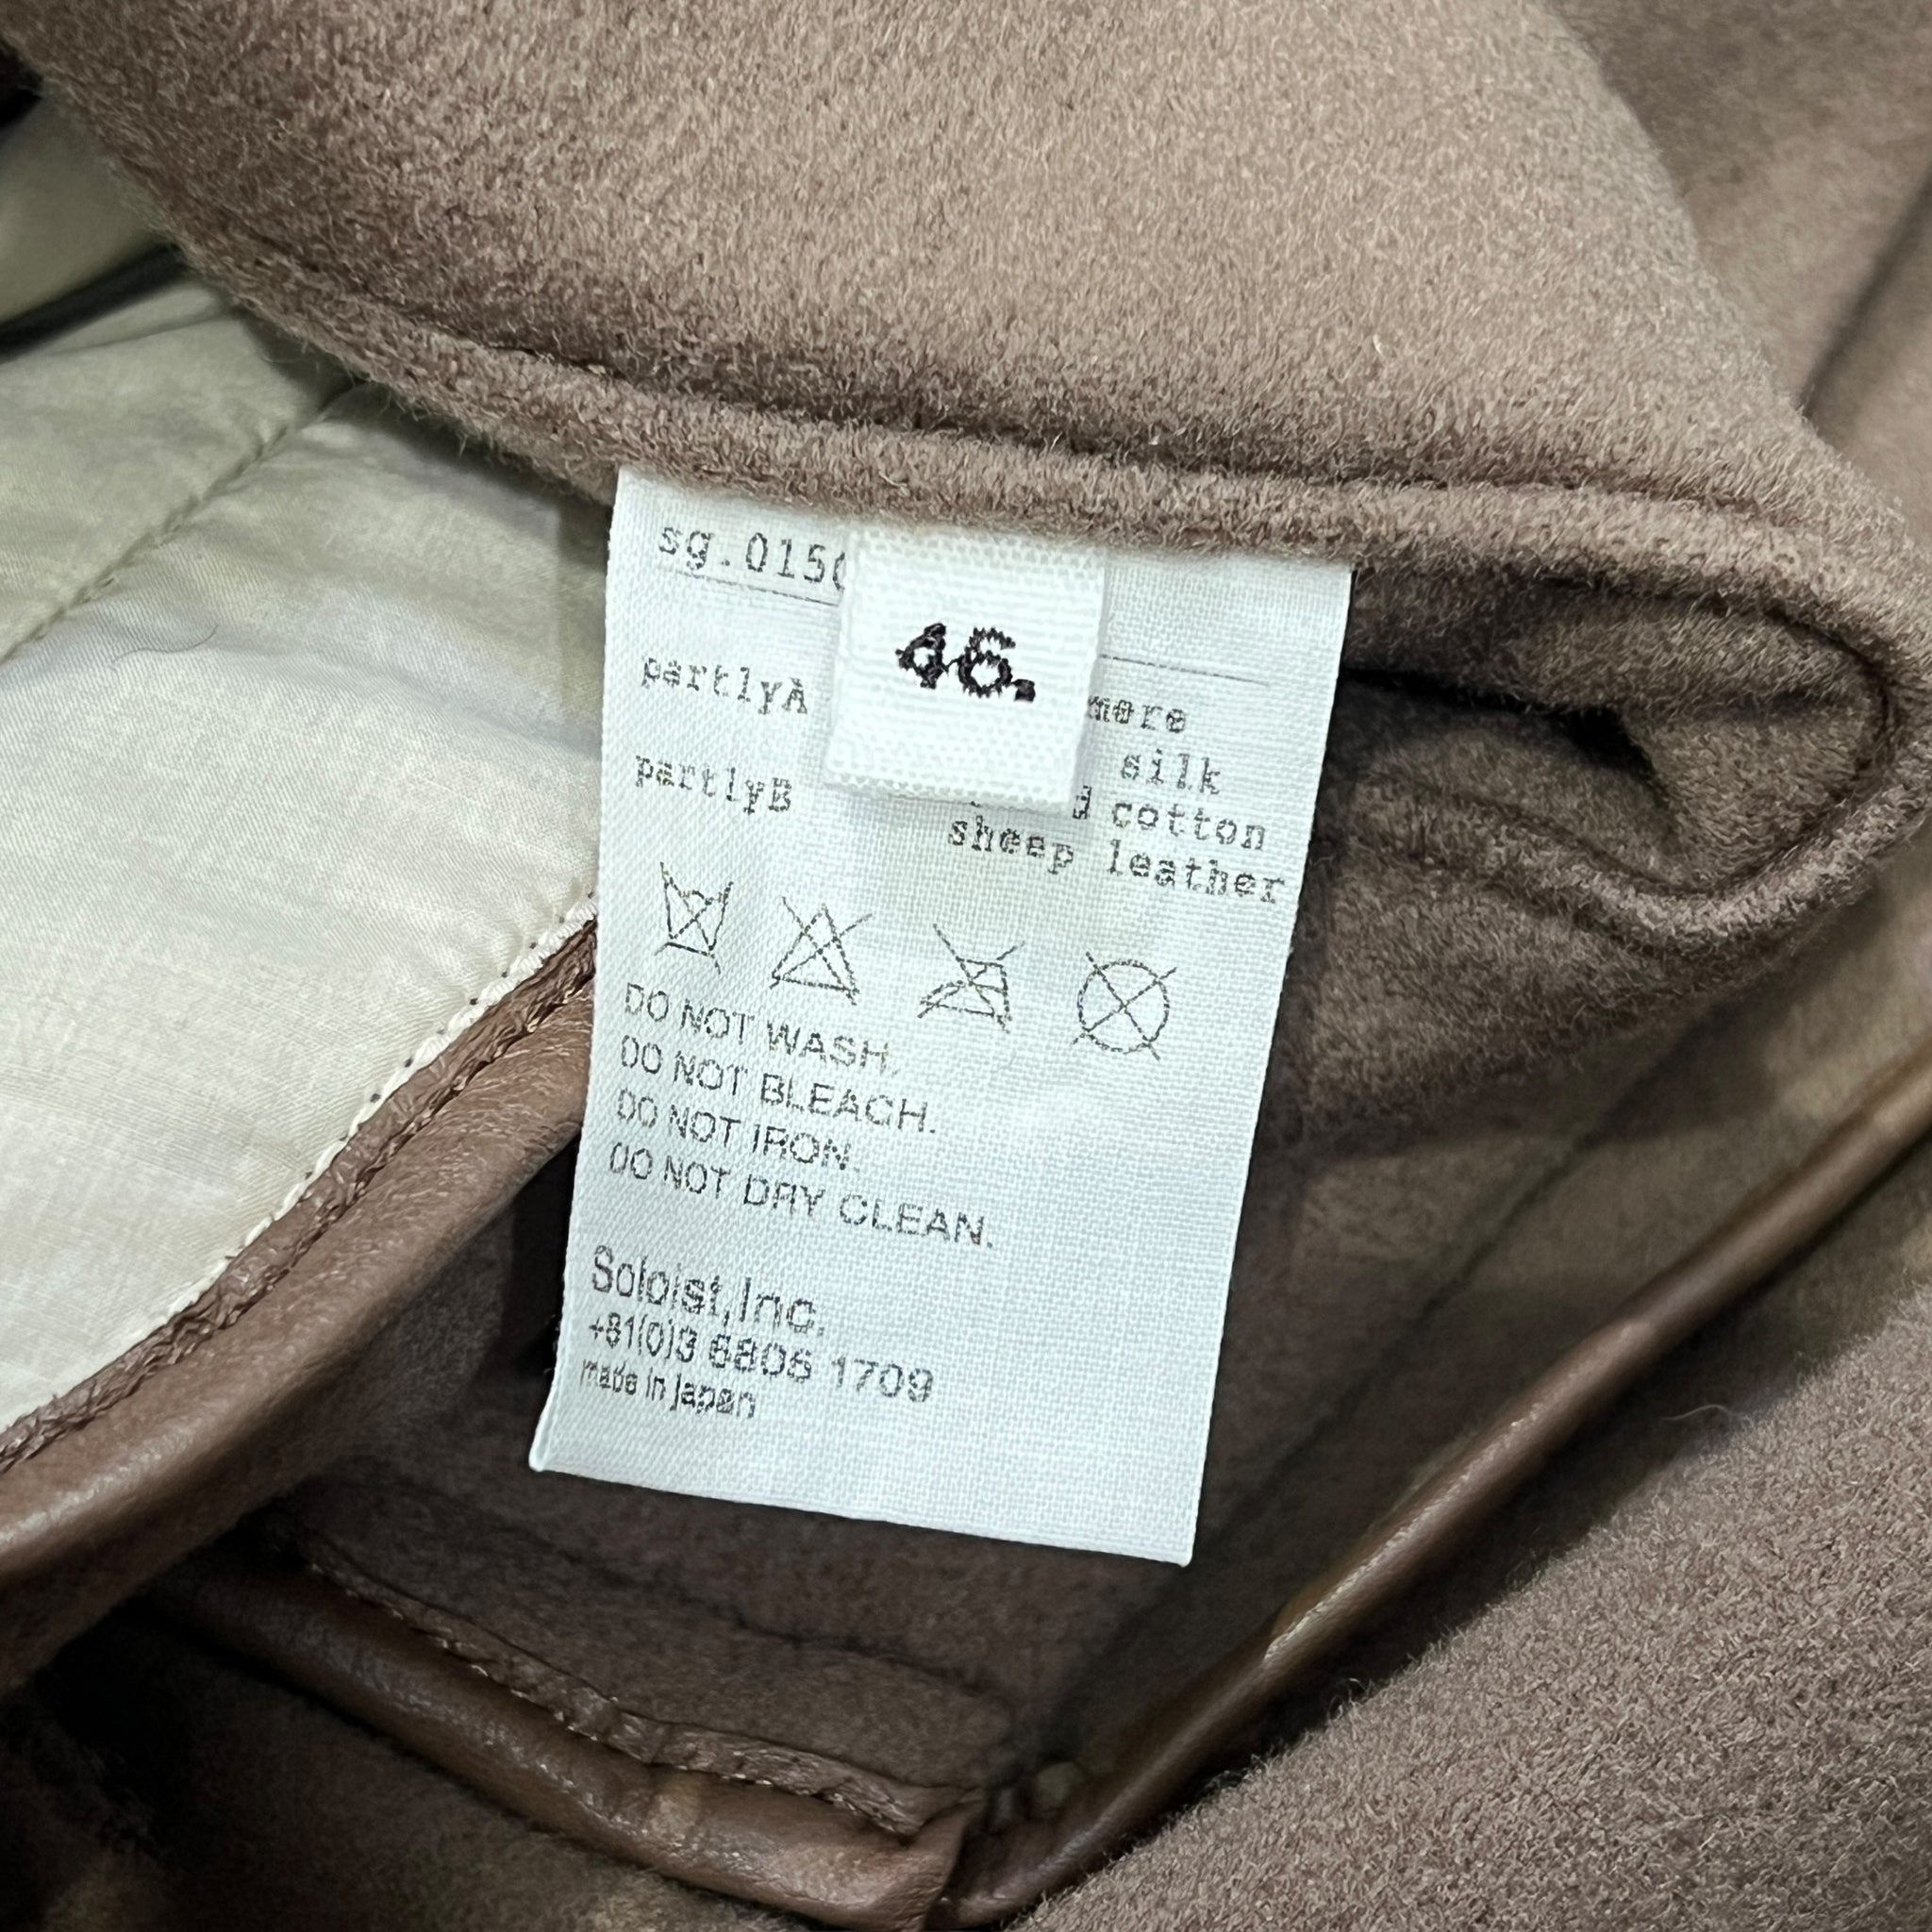 sg.015
46.
partlyA
silk
partlyB
cotton
sheep leather
DO NOT WASH.
DO NOT BLEACH.
DO NOT IRON.
DO NOT DRY CLEAN.
Soloist,Inc.
+81(0)3 6805 1709
made in japan